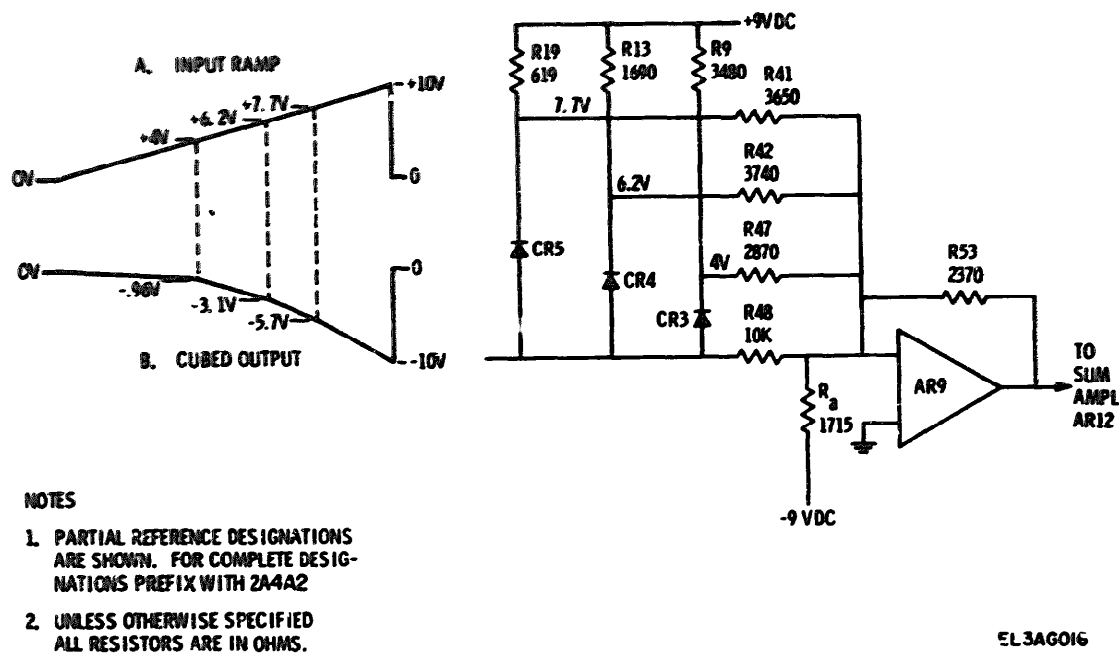 A. INPUT RAMP
+10V
+7.7V
+6.2V
+4V
0V
0
0V
0
-.96V
-3.1V
-5.7V
-10V
B. CUBED OUTPUT
+9VDC
R19
619
R13
1690
R9
3480
R41
3650
7.7V
R42
3740
6.2V
R47
2870
4V
CR5
CR4
CR3
R48
10K
R53
2370
Ra
1715
AR9
TO
SUM
AMPL
AR12
-9 VDC
NOTES
1. PARTIAL REFERENCE DESIGNATIONS
ARE SHOWN. FOR COMPLETE DESIG-
NATIONS PREFIX WITH 2A4A2
2. UNLESS OTHERWISE SPECIFIED
ALL RESISTORS ARE IN OHMS.
EL3AG016